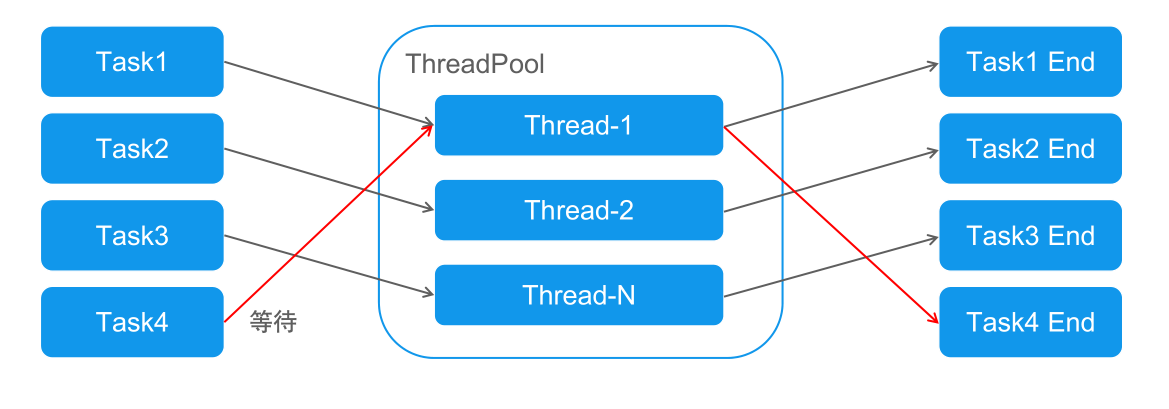 Task1
Task2
Task3
Task4
等待
ThreadPool
Thread-1
Thread-2
Thread-N
Task1 End
Task2 End
Task3 End
Task4 End